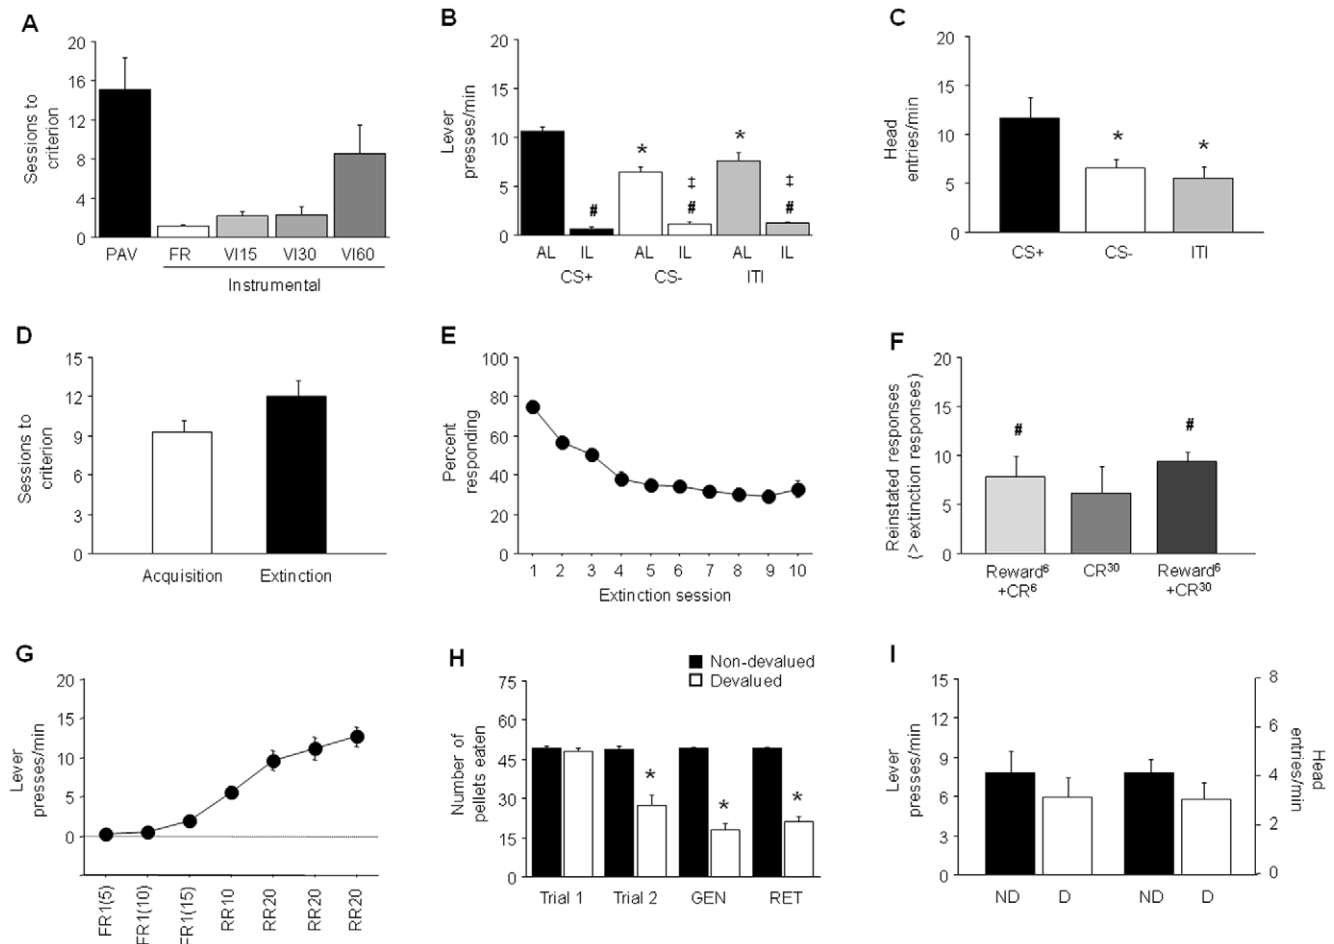 A
20
16
12
8
4
0
Sessions to
criterion
PAV FR VI15 VI30 VI60
Instrumental
B
20
15
10
5
0
Lever
presses/min
* *
‡ ‡
# # #
AL IL AL IL AL IL
CS+ CS- ITI
C
20
15
10
5
0
Head
entries/min
* *
CS+ CS- ITI
D
15
12
9
6
3
0
Sessions to
criterion
Acquisition Extinction
E
100
80
60
40
20
0
Percent
responding
1 2 3 4 5 6 7 8 9 10
Extinction session
F
20
15
10
5
0
Reinstated responses
(> extinction responses)
# #
Reward⁶ CR³⁰ Reward⁶
+CR⁶ +CR³⁰
G
20
15
10
5
0
Lever
presses/min
FR1(5) FR1(10) FR1(15) RR10 RR20 RR20 RR20
H
Non-devalued
Devalued
75
60
45
30
15
0
Number of
pellets eaten
* * *
Trial 1 Trial 2 GEN RET
I
15
12
9
6
3
0
Lever
presses/min
8
6
4
2
0
Head
entries/min
ND D ND D